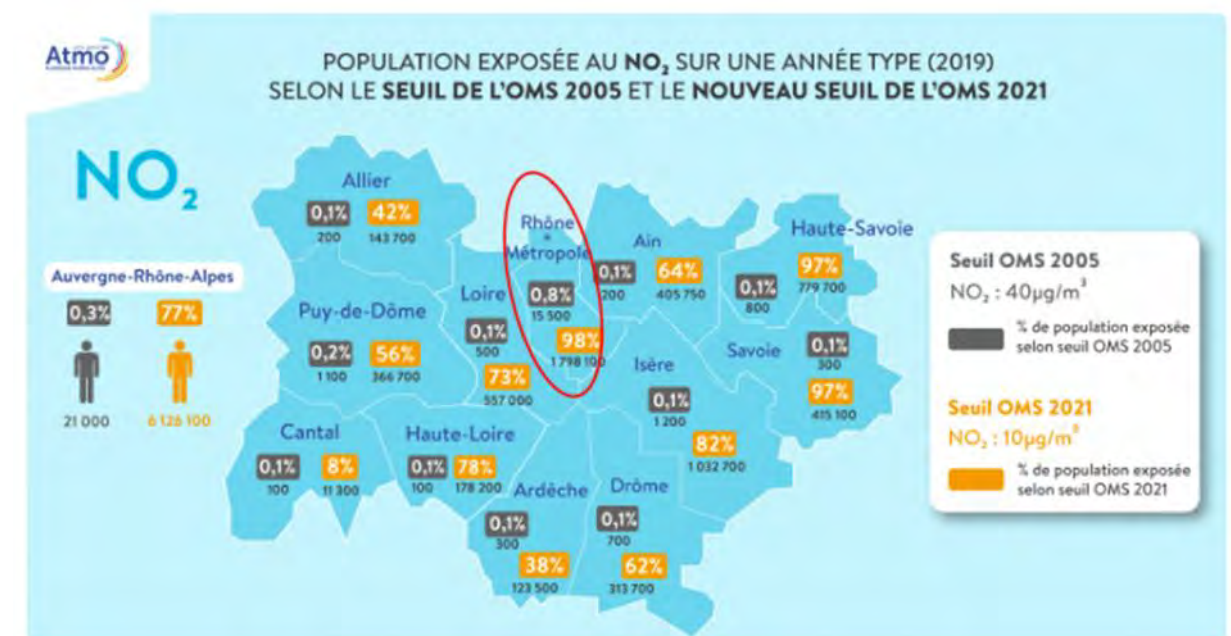 Atmo
POPULATION EXPOSÉE AU NO₂ SUR UNE ANNÉE TYPE (2019)
SELON LE SEUIL DE L'OMS 2005 ET LE NOUVEAU SEUIL DE L'OMS 2021
NO₂
Auvergne-Rhône-Alpes
0,3% 77%
21 000 6 126 100
Allier
0,1% 42%
200 143 700
Rhône
+
Métropole
0,8%
15 500
98%
1 798 100
Ain
0,1% 64%
200 405 750
Haute-Savoie
97%
779 700
0,1%
800
Puy-de-Dôme
0,2% 56%
1 100 366 700
Loire
0,1%
500
73%
557 000
Isère
0,1%
1 200
82%
1 032 700
Savoie
0,1%
300
97%
415 100
Cantal
0,1% 8%
100 11 300
Haute-Loire
0,1% 78%
100 178 200
Ardèche
0,1%
300
38%
123 500
Drôme
0,1%
700
62%
313 700
Seuil OMS 2005
NO₂ : 40µg/m³
% de population exposée
selon seuil OMS 2005
Seuil OMS 2021
NO₂ : 10µg/m³
% de population exposée
selon seuil OMS 2021